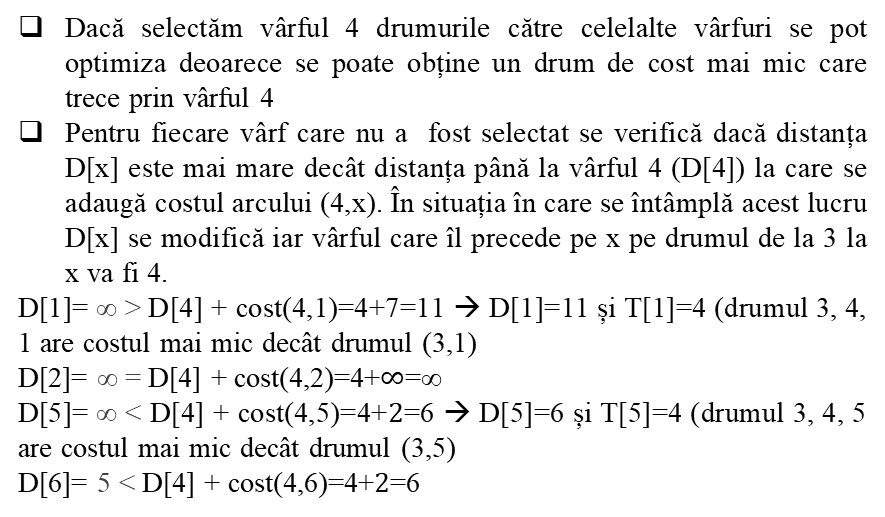 ❑ Dacă selectăm vârful 4 drumurile către celelalte vârfuri se pot
optimiza deoarece se poate obține un drum de cost mai mic care
trece prin vârful 4
❑ Pentru fiecare vârf care nu a fost selectat se verifică dacă distanța
D[x] este mai mare decât distanța până la vârful 4 (D[4]) la care se
adaugă costul arcului (4,x). În situația în care se întâmplă acest lucru
D[x] se modifică iar vârful care îl precede pe x pe drumul de la 3 la
x va fi 4.
D[1]= ∞ > D[4] + cost(4,1)=4+7=11 → D[1]=11 și T[1]=4 (drumul 3, 4,
1 are costul mai mic decât drumul (3,1)
D[2]= ∞ = D[4] + cost(4,2)=4+∞=∞
D[5]= ∞ < D[4] + cost(4,5)=4+2=6 → D[5]=6 și T[5]=4 (drumul 3, 4, 5
are costul mai mic decât drumul (3,5)
D[6]= 5 < D[4] + cost(4,6)=4+2=6